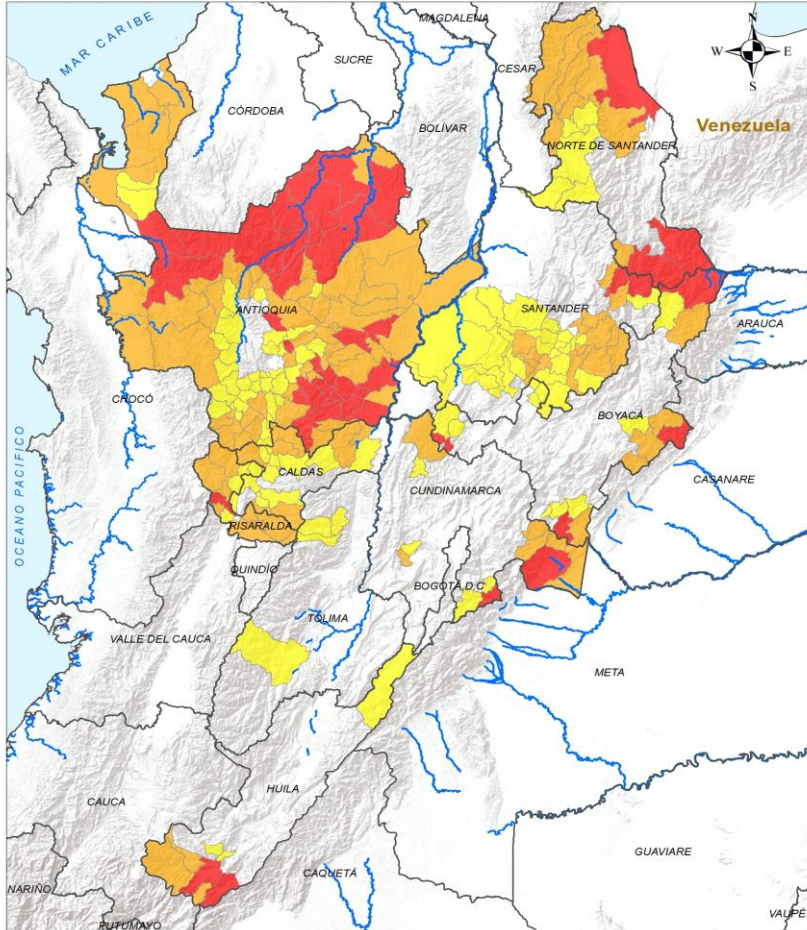 MAGDALENA
MAR CARIBE
SUCRE
CESAR
N
W
E
S
CÓRDOBA
BOLÍVAR
Venezuela
NORTE DE SANTANDER
ANTIOQUIA
SANTANDER
ARAUCA
CHOCÓ
BOYACÁ
OCEANO PACIFICO
CALDAS
CUNDINAMARCA
CASANARE
RISARALDA
QUINDÍO
BOGOTÁ D.C
TOLIMA
VALLE DEL CAUCA
META
HUILA
CAUCA
GUAVIARE
CAQUETÁ
NARIÑO
PUTUMAYO
VAUPÉ